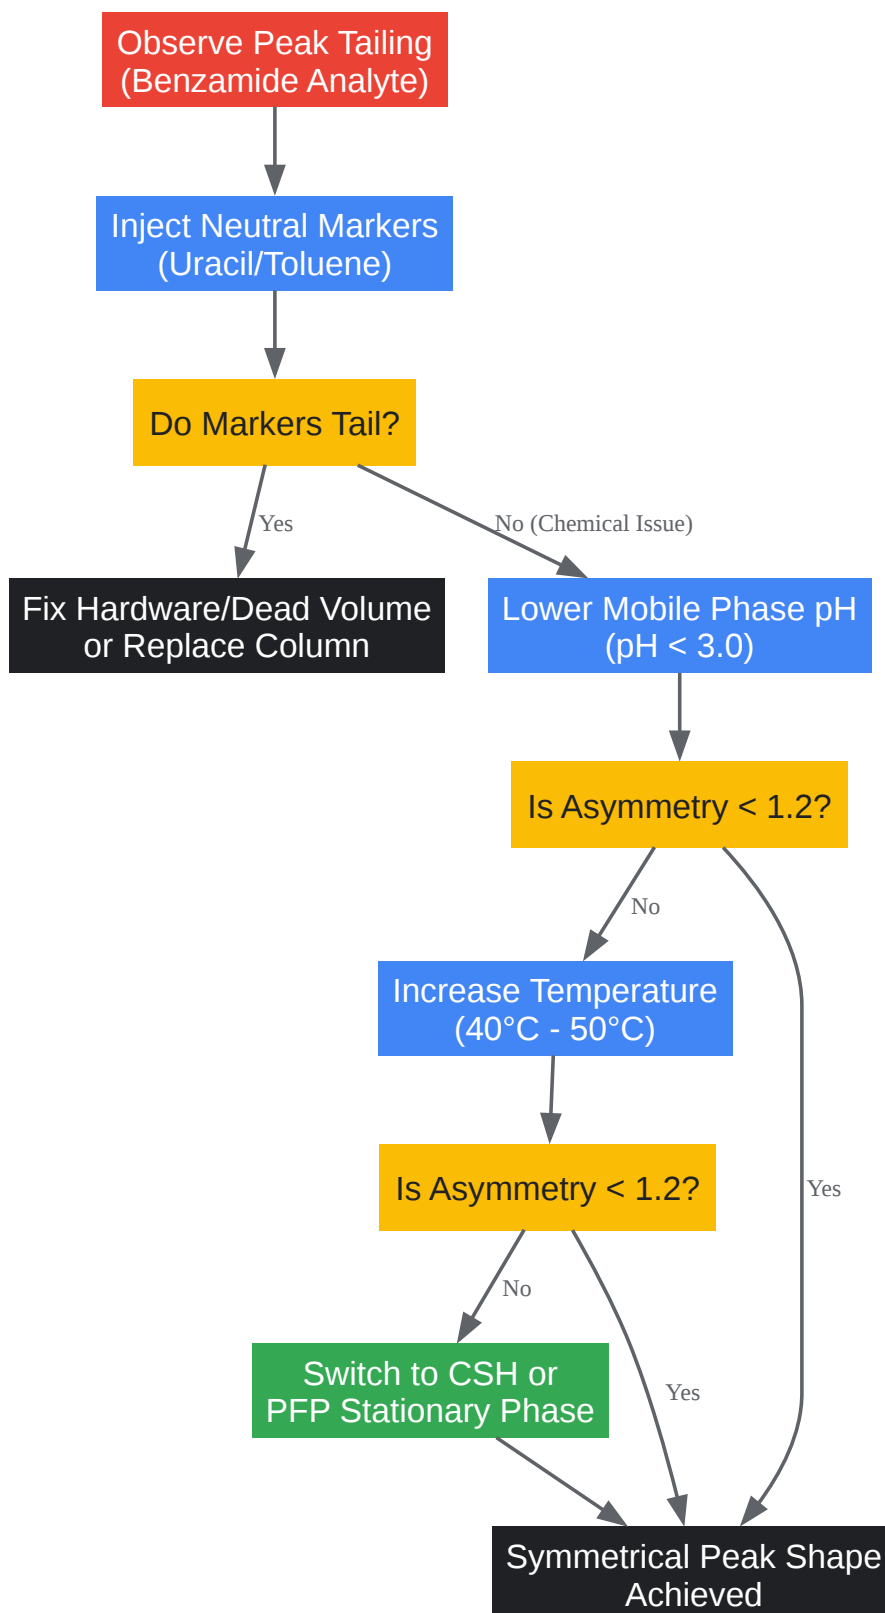 Observe Peak Tailing
(Benzamide Analyte)
Inject Neutral Markers
(Uracil/Toluene)
Do Markers Tail?
Yes
No (Chemical Issue)
Fix Hardware/Dead Volume
or Replace Column
Lower Mobile Phase pH
(pH < 3.0)
Is Asymmetry < 1.2?
No
Increase Temperature
(40°C - 50°C)
Is Asymmetry < 1.2?
Yes
No
Switch to CSH or
PFP Stationary Phase
Yes
Symmetrical Peak Shape
Achieved